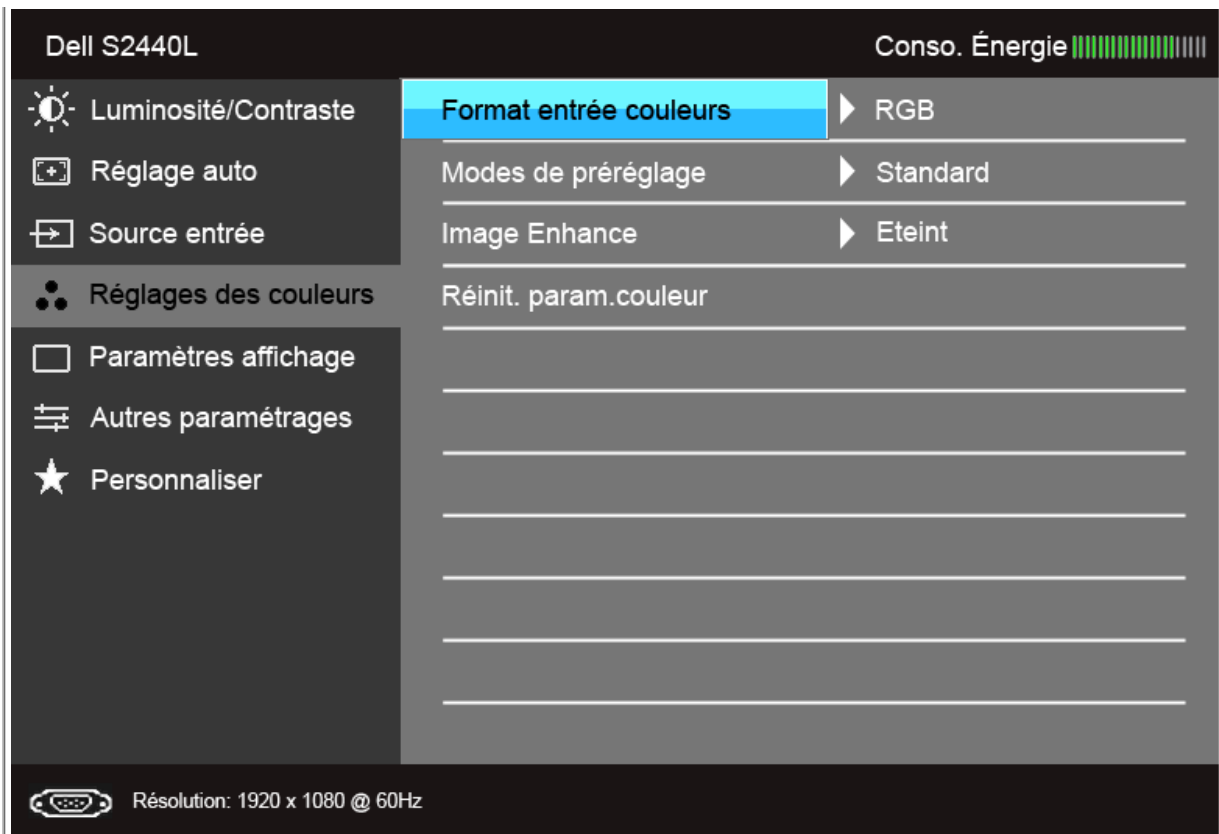 Dell S2440L
Conso. Énergie
Luminosité/Contraste
Format entrée couleurs
RGB
Réglage auto
Modes de préréglage
Standard
Source entrée
Image Enhance
Eteint
Réglages des couleurs
Réinit. param.couleur
Paramètres affichage
Autres paramétrages
Personnaliser
Résolution: 1920 x 1080 @ 60Hz